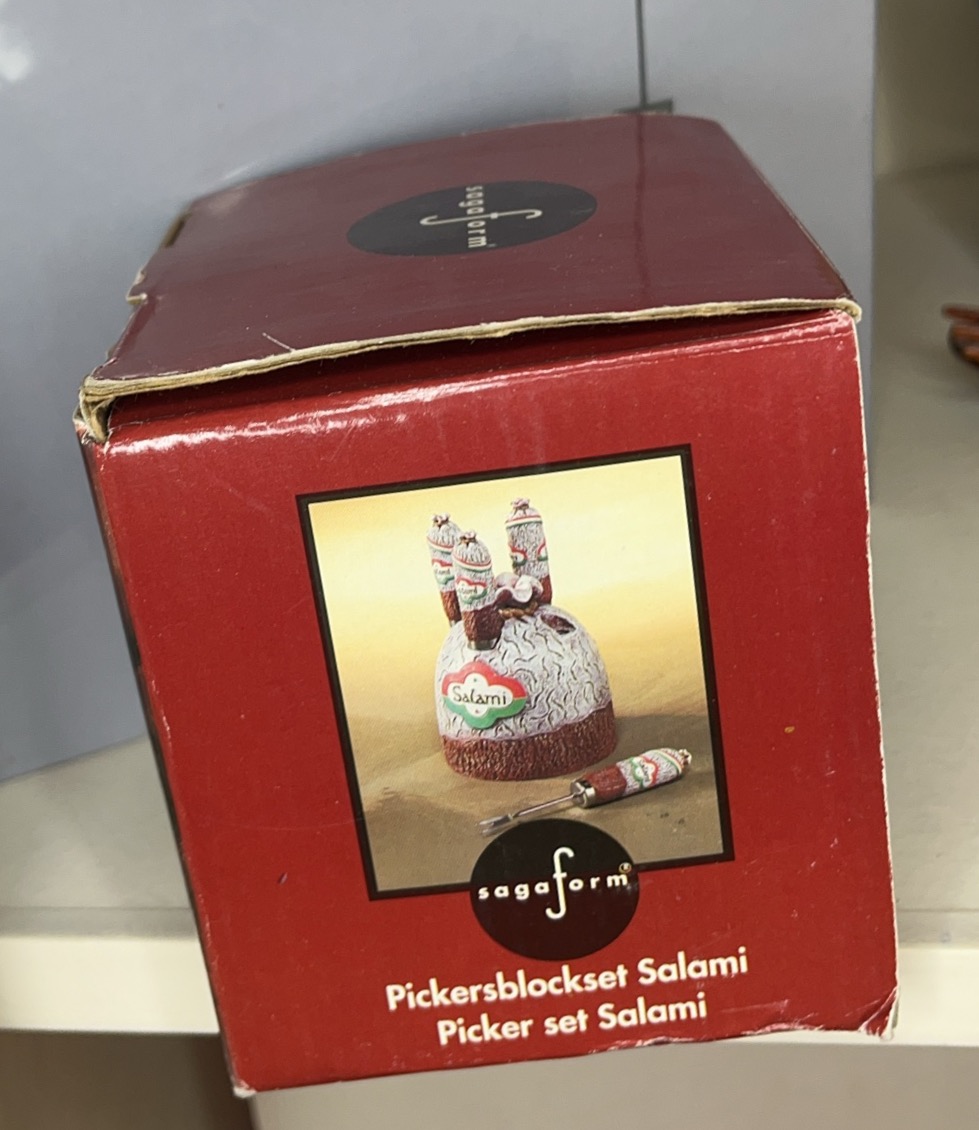 sagaform
Salami
sagaform®
Pickersblockset Salami
Picker set Salami